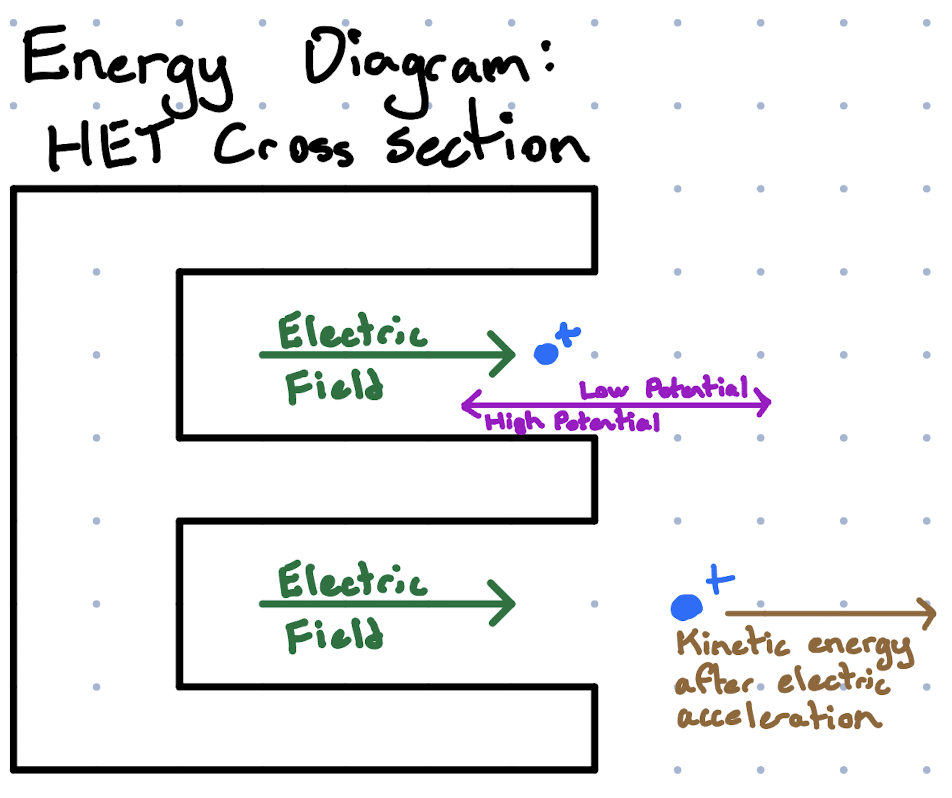 Energy Diagram:
HET Cross section
Electric
Field
+
Low Potential
High Potential
Electric
Field
+
Kinetic energy
after electric
acceleration